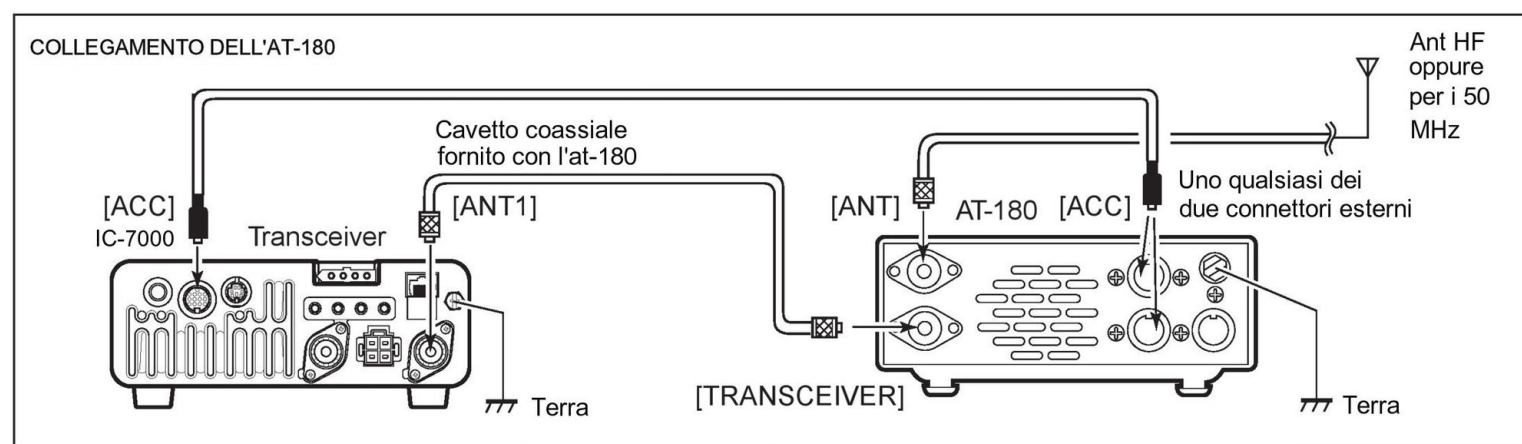 COLLEGAMENTO DELL'AT-180
Ant HF
oppure
per i 50
MHz
Cavetto coassiale
fornito con l'at-180
[ACC]
IC-7000
Transceiver
[ANT1]
[ANT]
AT-180
[ACC]
Uno qualsiasi dei
due connettori esterni
[TRANSCEIVER]
Terra
Terra